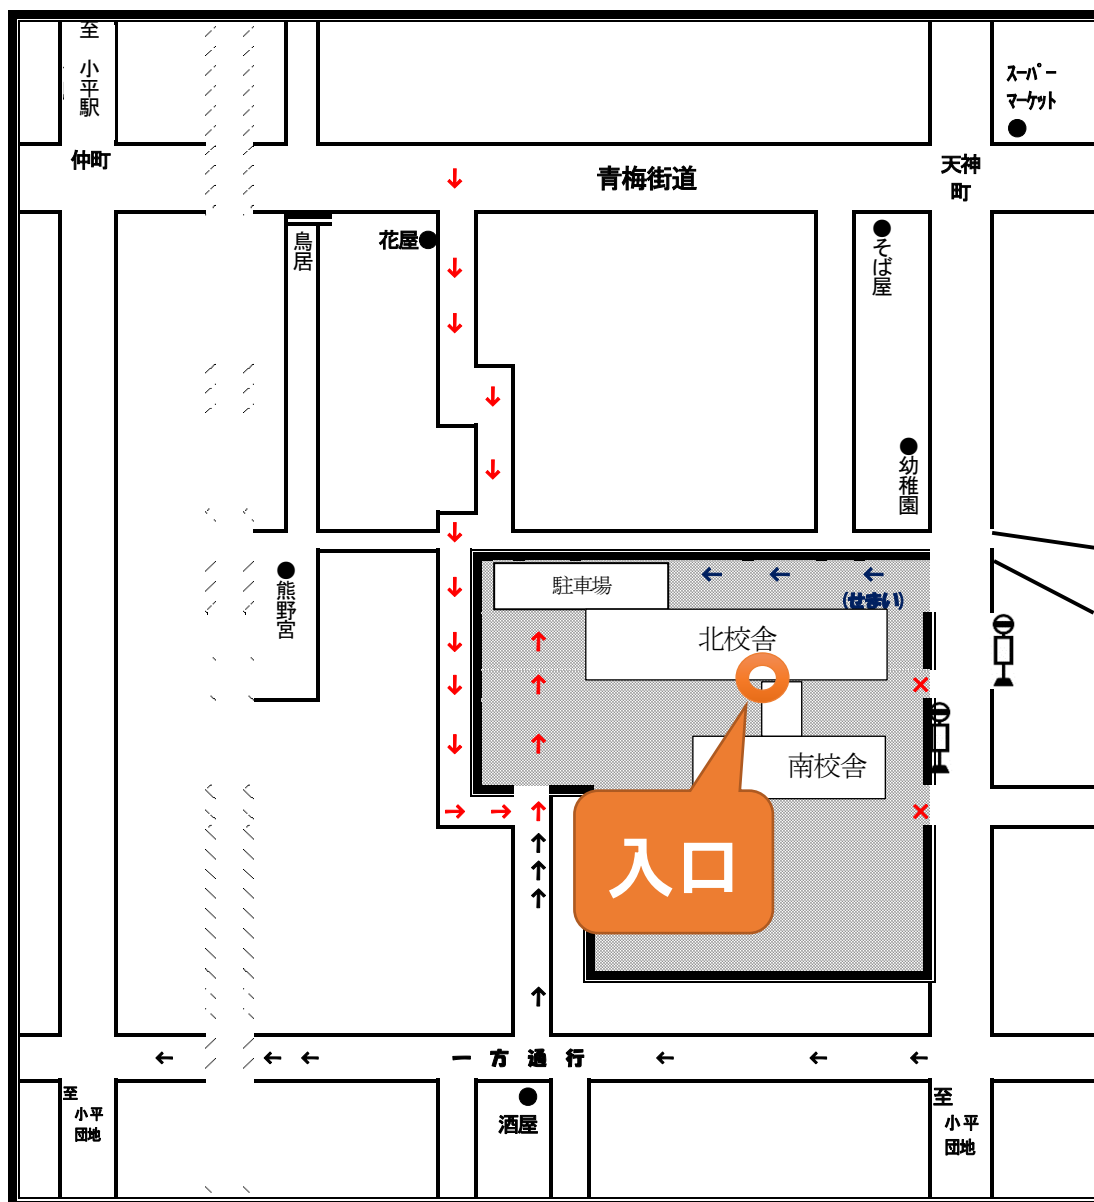 至 小平駅
スーパー
マーケット
仲町
青梅街道
天神
町
鳥居
花屋
そば屋
幼稚園
熊野宮
駐車場
(せまい)
北校舎
南校舎
入口
一方通行
至
小平
団地
酒屋
至
小平
団地